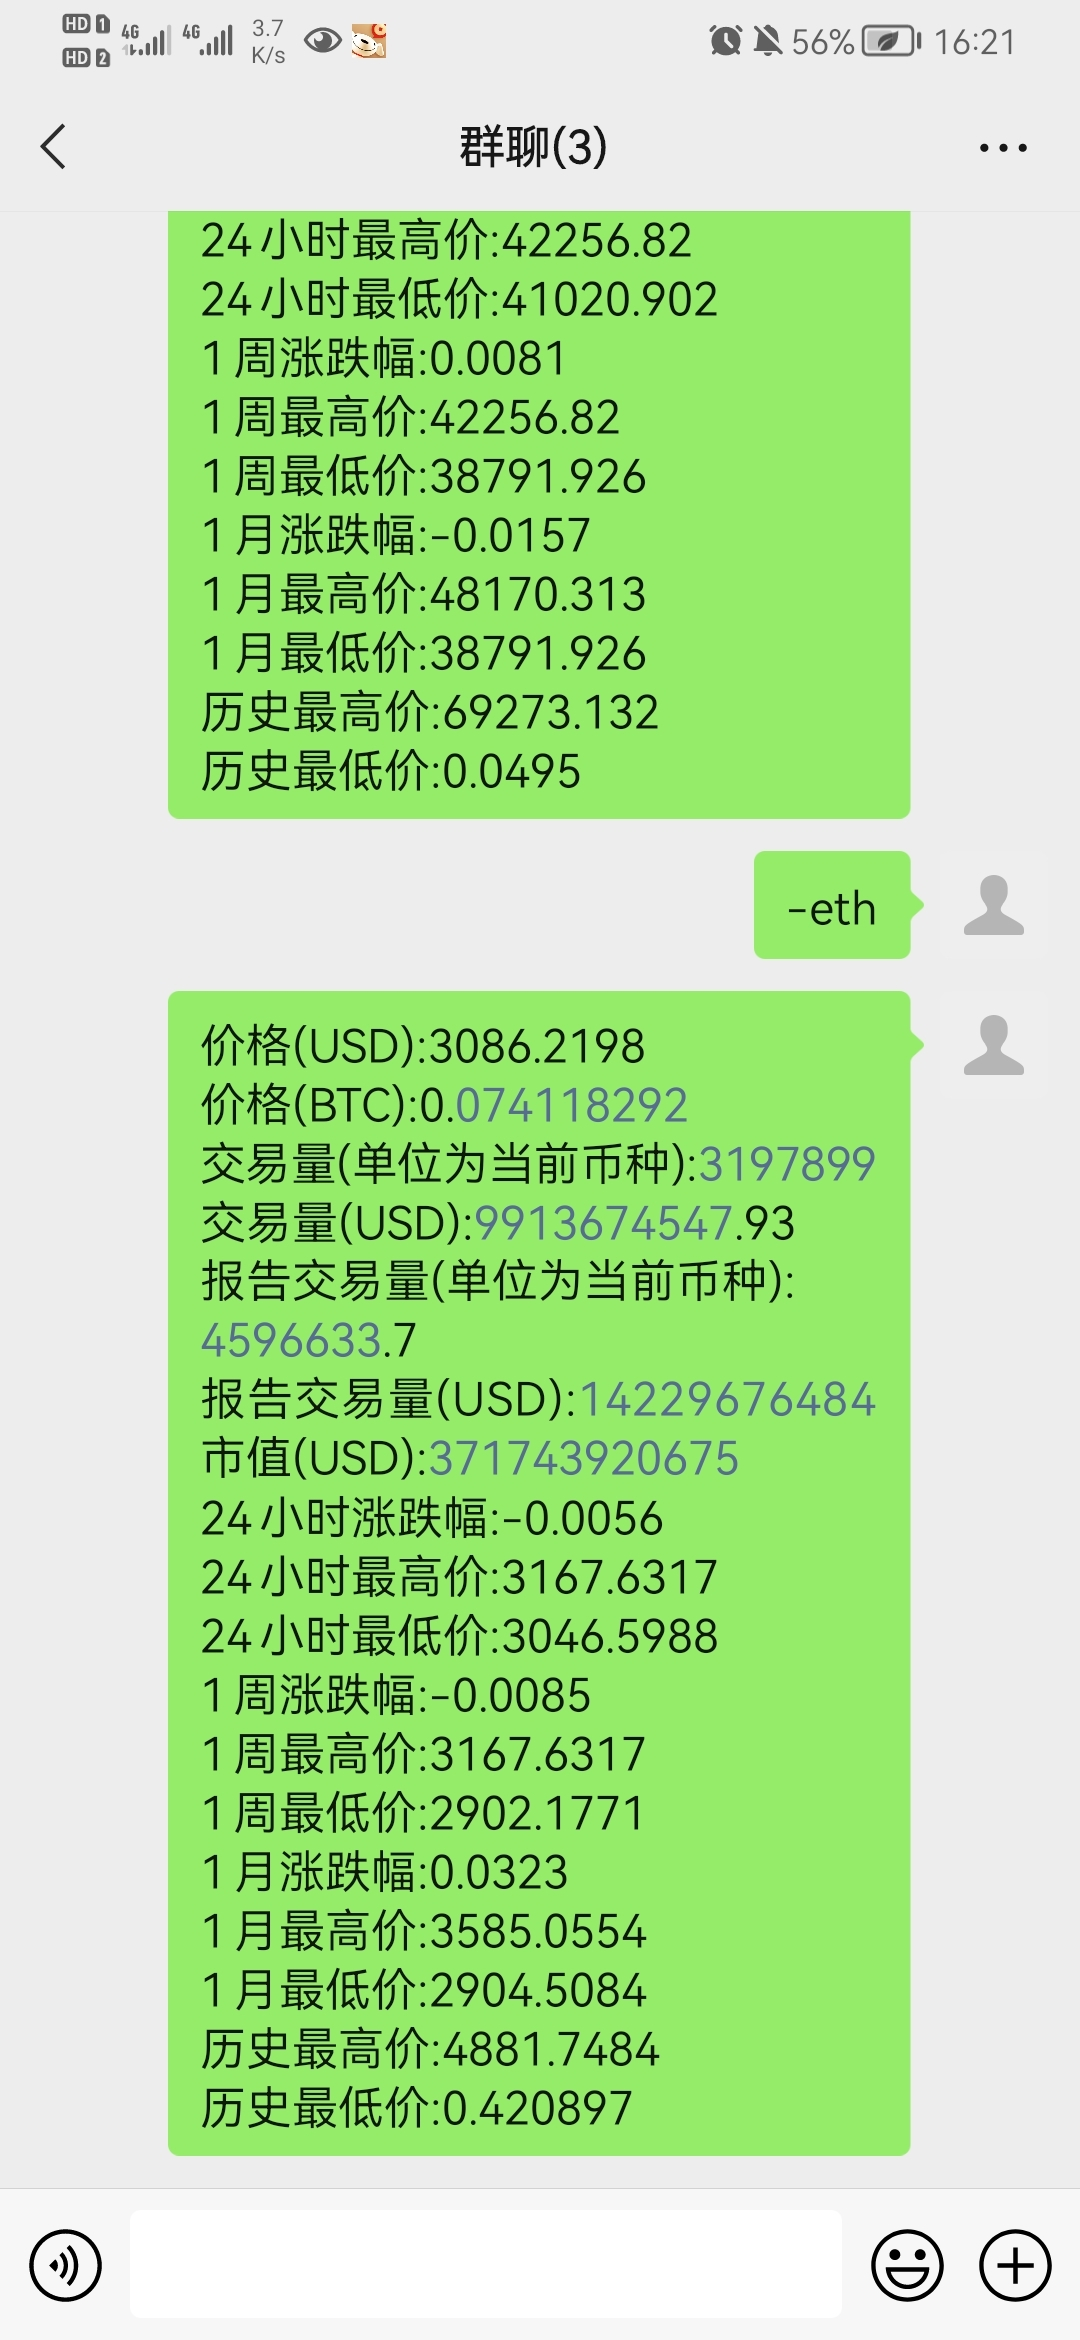 HD 1 4G 4G 3.7 56% 16:21
HD 2 K/s
群聊(3)
24小时最高价:42256.82
24小时最低价:41020.902
1周涨跌幅:0.0081
1周最高价:42256.82
1周最低价:38791.926
1月涨跌幅:-0.0157
1月最高价:48170.313
1月最低价:38791.926
历史最高价:69273.132
历史最低价:0.0495
-eth
价格(USD):3086.2198
价格(BTC):0.074118292
交易量(单位为当前币种):3197899
交易量(USD):9913674547.93
报告交易量(单位为当前币种):
4596633.7
报告交易量(USD):14229676484
市值(USD):371743920675
24小时涨跌幅:-0.0056
24小时最高价:3167.6317
24小时最低价:3046.5988
1周涨跌幅:-0.0085
1周最高价:3167.6317
1周最低价:2902.1771
1月涨跌幅:0.0323
1月最高价:3585.0554
1月最低价:2904.5084
历史最高价:4881.7484
历史最低价:0.420897